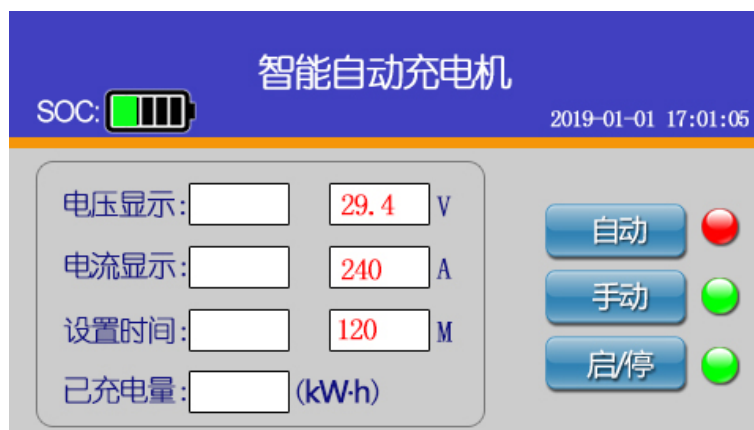 智能自动充电机
SOC:
2019-01-01 17:01:05
电压显示: 29.4 V
自动
电流显示: 240 A
手动
设置时间: 120 M
启/停
已充电量: (kW·h)